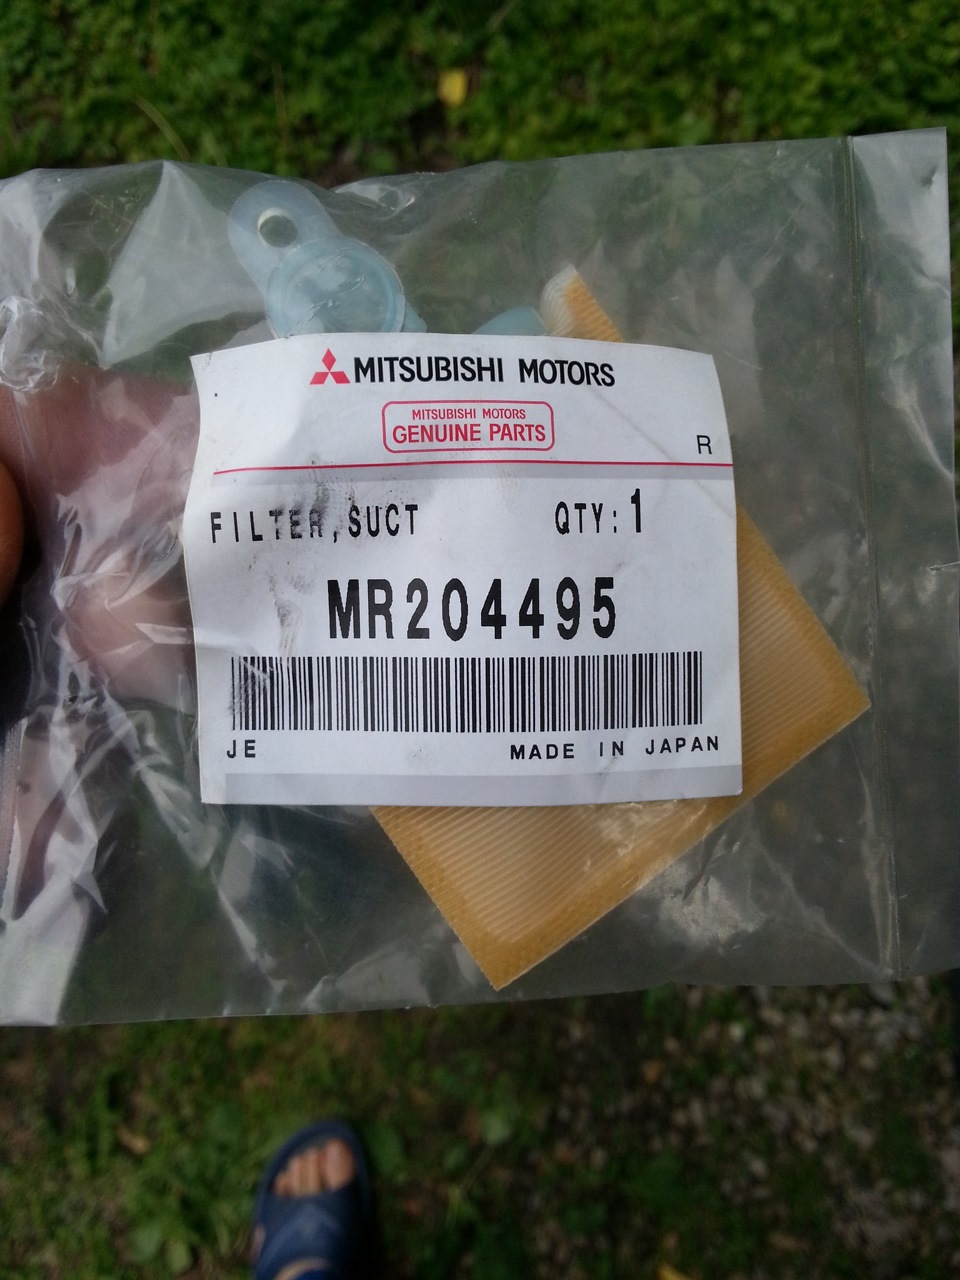 MITSUBISHI MOTORS
MITSUBISHI MOTORS
GENUINE PARTS
R
FILTER,SUCT QTY:1
MR204495
JE MADE IN JAPAN